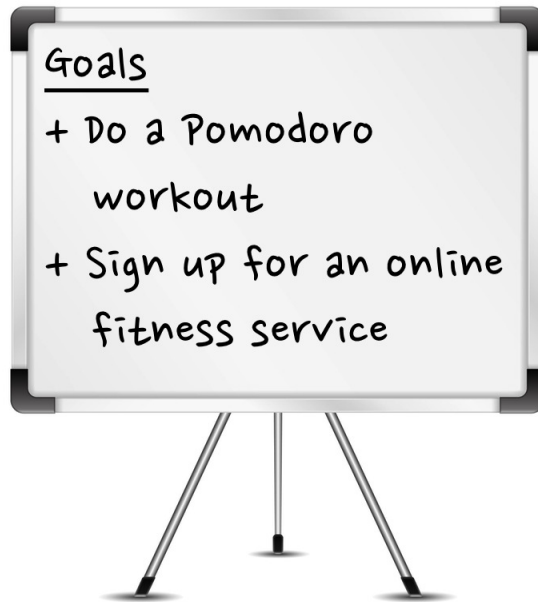 Goals
+ Do a Pomodoro
workout
+ Sign up for an online
fitness service